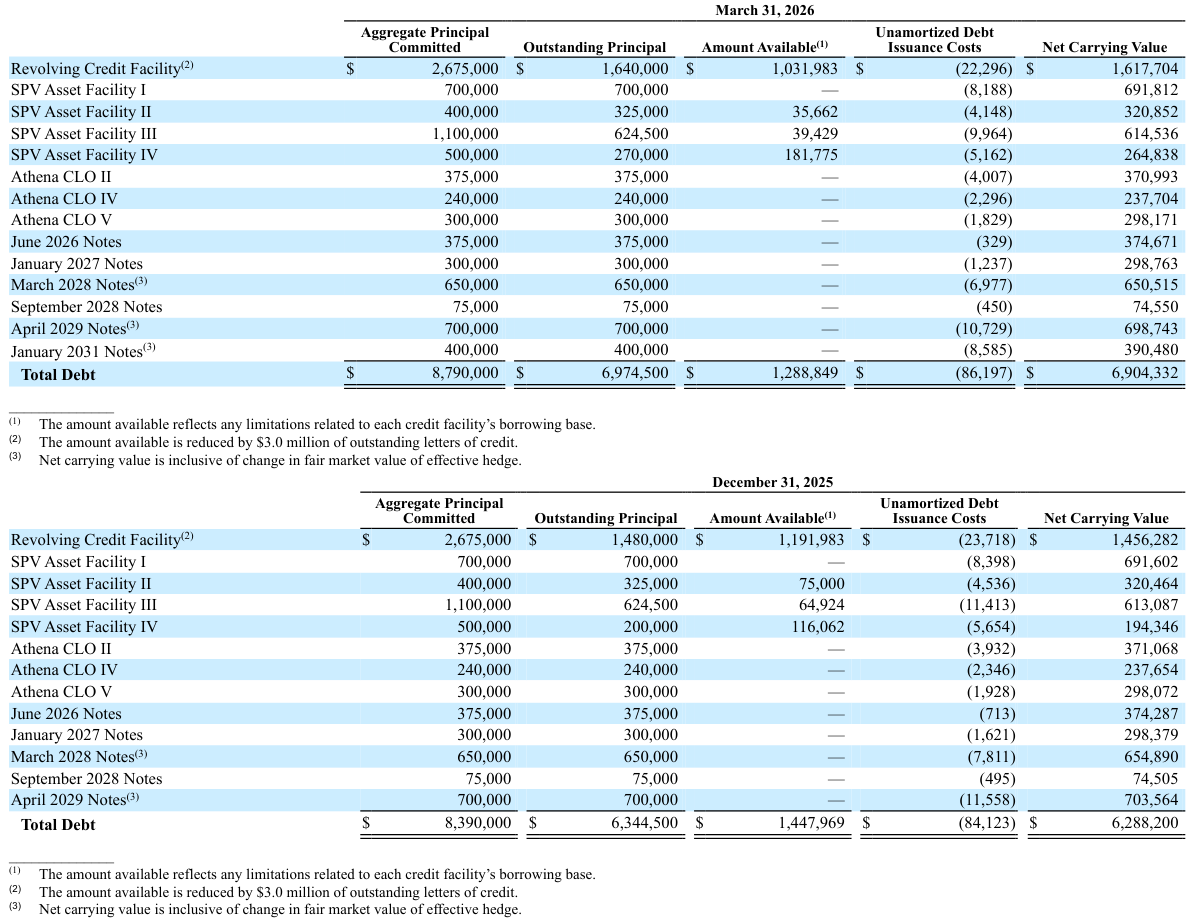 March 31, 2026
Aggregate Principal Committed Outstanding Principal Amount Available(1) Unamortized Debt Issuance Costs Net Carrying Value
Revolving Credit Facility(2) $ 2,675,000 $ 1,640,000 $ 1,031,983 $ (22,296) $ 1,617,704
SPV Asset Facility I 700,000 700,000 — (8,188) 691,812
SPV Asset Facility II 400,000 325,000 35,662 (4,148) 320,852
SPV Asset Facility III 1,100,000 624,500 39,429 (9,964) 614,536
SPV Asset Facility IV 500,000 270,000 181,775 (5,162) 264,838
Athena CLO II 375,000 375,000 — (4,007) 370,993
Athena CLO IV 240,000 240,000 — (2,296) 237,704
Athena CLO V 300,000 300,000 — (1,829) 298,171
June 2026 Notes 375,000 375,000 — (329) 374,671
January 2027 Notes 300,000 300,000 — (1,237) 298,763
March 2028 Notes(3) 650,000 650,000 — (6,977) 650,515
September 2028 Notes 75,000 75,000 — (450) 74,550
April 2029 Notes(3) 700,000 700,000 — (10,729) 698,743
January 2031 Notes(3) 400,000 400,000 — (8,585) 390,480
Total Debt $ 8,790,000 $ 6,974,500 $ 1,288,849 $ (86,197) $ 6,904,332
(1) The amount available reflects any limitations related to each credit facility's borrowing base.
(2) The amount available is reduced by $3.0 million of outstanding letters of credit.
(3) Net carrying value is inclusive of change in fair market value of effective hedge.
December 31, 2025
Aggregate Principal Committed Outstanding Principal Amount Available(1) Unamortized Debt Issuance Costs Net Carrying Value
Revolving Credit Facility(2) $ 2,675,000 $ 1,480,000 $ 1,191,983 $ (23,718) $ 1,456,282
SPV Asset Facility I 700,000 700,000 — (8,398) 691,602
SPV Asset Facility II 400,000 325,000 75,000 (4,536) 320,464
SPV Asset Facility III 1,100,000 624,500 64,924 (11,413) 613,087
SPV Asset Facility IV 500,000 200,000 116,062 (5,654) 194,346
Athena CLO II 375,000 375,000 — (3,932) 371,068
Athena CLO IV 240,000 240,000 — (2,346) 237,654
Athena CLO V 300,000 300,000 — (1,928) 298,072
June 2026 Notes 375,000 375,000 — (713) 374,287
January 2027 Notes 300,000 300,000 — (1,621) 298,379
March 2028 Notes(3) 650,000 650,000 — (7,811) 654,890
September 2028 Notes 75,000 75,000 — (495) 74,505
April 2029 Notes(3) 700,000 700,000 — (11,558) 703,564
Total Debt $ 8,390,000 $ 6,344,500 $ 1,447,969 $ (84,123) $ 6,288,200
(1) The amount available reflects any limitations related to each credit facility's borrowing base.
(2) The amount available is reduced by $3.0 million of outstanding letters of credit.
(3) Net carrying value is inclusive of change in fair market value of effective hedge.